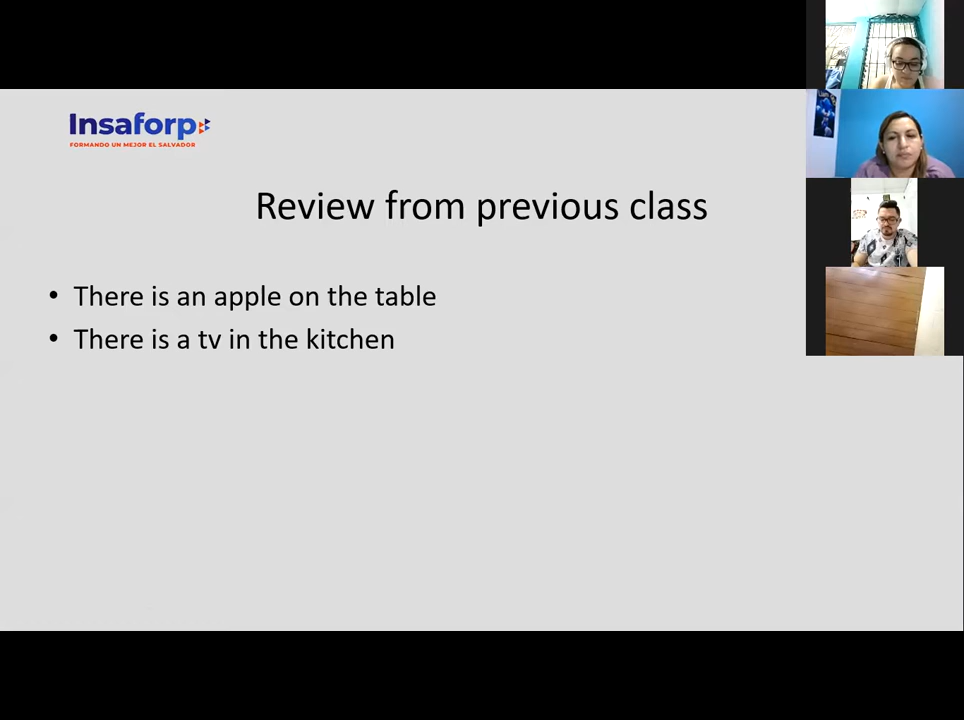 Insaforp
FORMANDO UN MEJOR EL SALVADOR
Review from previous class
• There is an apple on the table
• There is a tv in the kitchen